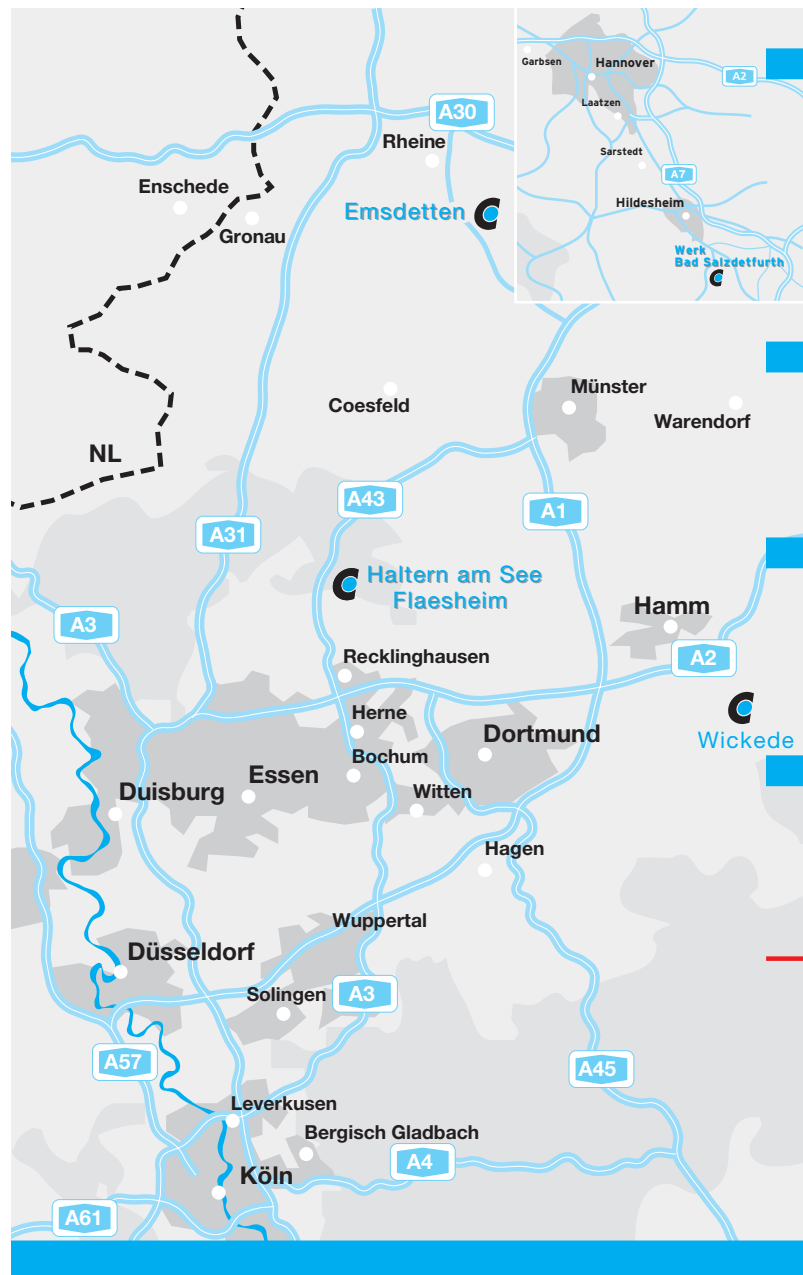 Garbsen
Hannover
A2
Laatzen
Sarstedt
A7
Hildesheim
Werk
Bad Salzdetfurth
A30
Rheine
Enschede
Emsdetten
Gronau
Münster
Coesfeld
Warendorf
NL
A43
A1
A31
Haltern am See
Flaesheim
Hamm
A3
A2
Recklinghausen
Herne
Dortmund
Wickede
Bochum
Essen
Duisburg
Witten
Hagen
Wuppertal
Düsseldorf
Solingen
A3
A57
A45
Leverkusen
Bergisch Gladbach
A4
Köln
A61